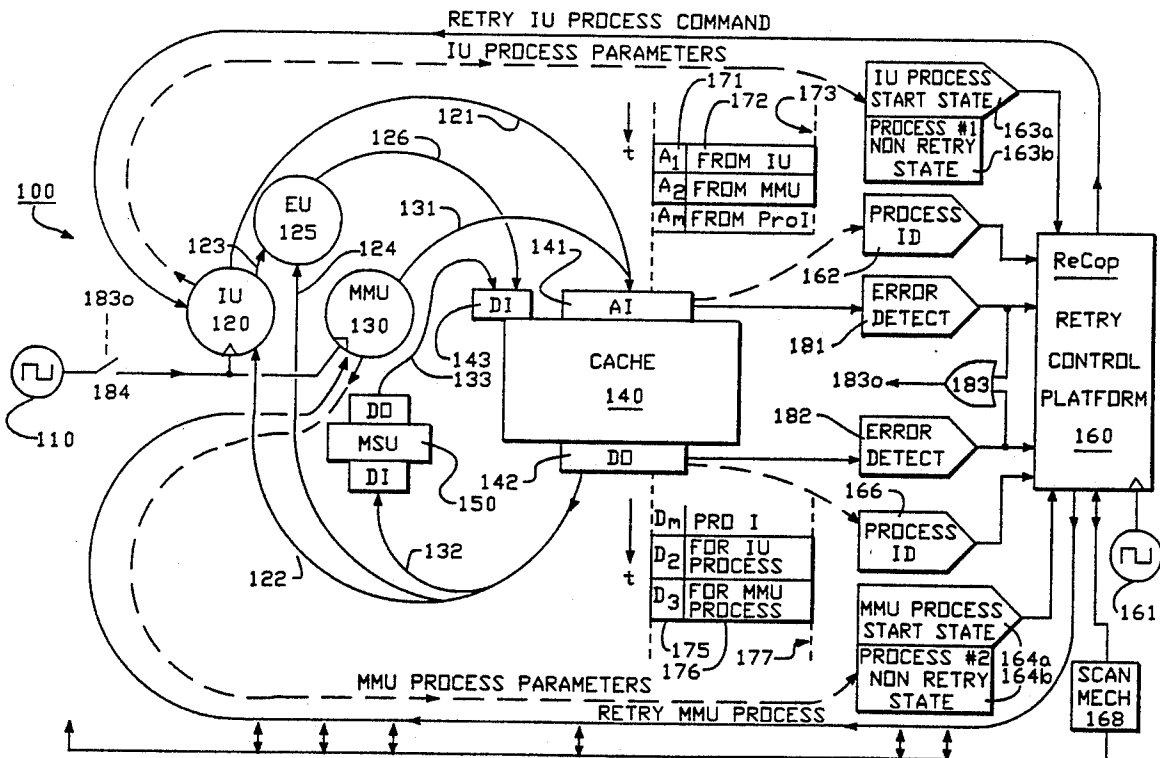 RETRY IU PROCESS COMMAND
IU PROCESS PARAMETERS
171
172
173
121
126
131
141
100
EU
125
123
124
IU
120
MMU
130
183o
184
110
t
A1 FROM IU
A2 FROM MMU
Am FROM ProI
IU PROCESS
START STATE
PROCESS #1
NON RETRY
STATE
163a
163b
PROCESS
ID
162
ERROR
DETECT
181
183o
183
182
ERROR
DETECT
166
PROCESS
ID
ReCop
RETRY
CONTROL
PLATFORM
160
DI
AI
143
133
CACHE
140
DO
142
DO
MSU
DI
150
132
122
t
Dm PRO I
D2 FOR IU
PROCESS
D3 FOR MMU
PROCESS
175
176
177
MMU PROCESS
START STATE
PROCESS #2
NON RETRY
STATE
164a
164b
161
SCAN
MECH
168
MMU PROCESS PARAMETERS
RETRY MMU PROCESS